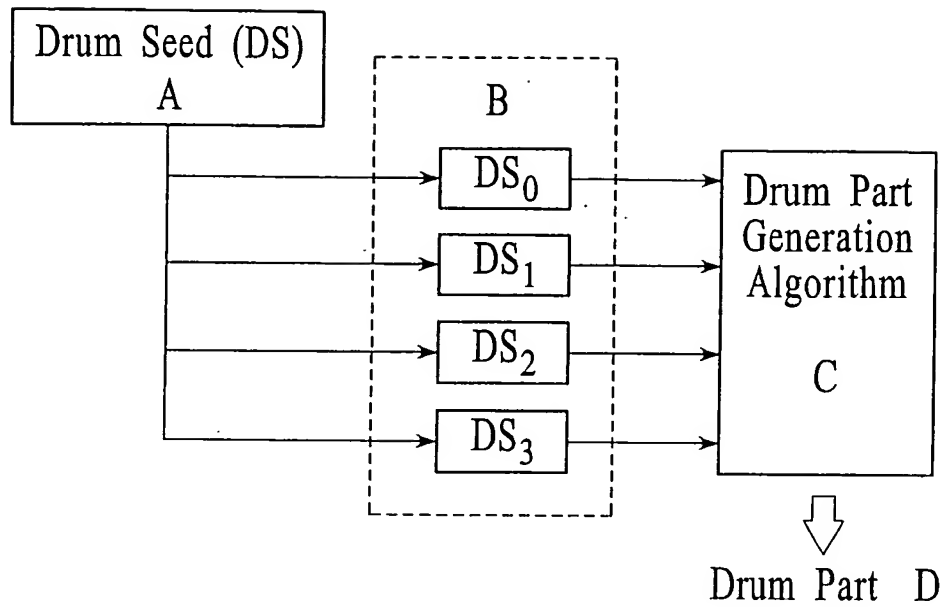 Drum Seed (DS)
A
B
DS0
DS1
DS2
DS3
Drum Part
Generation
Algorithm
C
Drum Part D